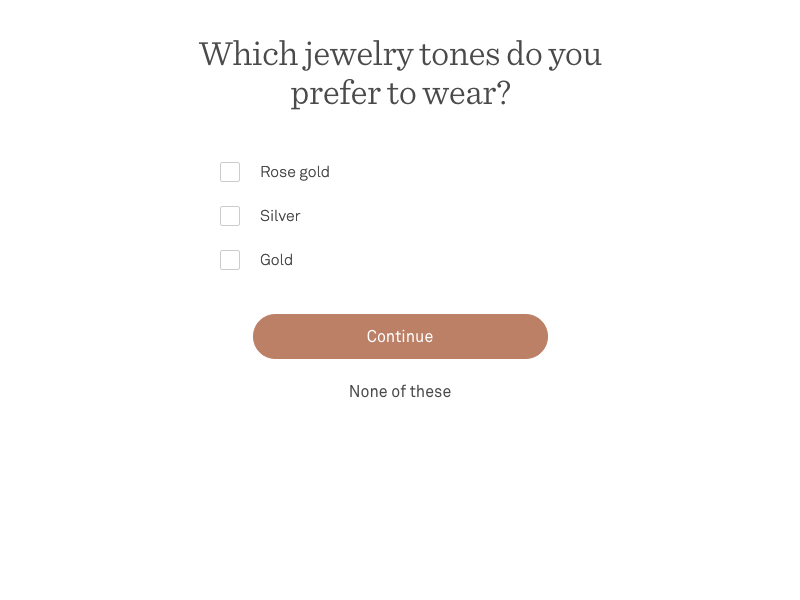 Which jewelry tones do you
prefer to wear?
Rose gold
Silver
Gold
Continue
None of these